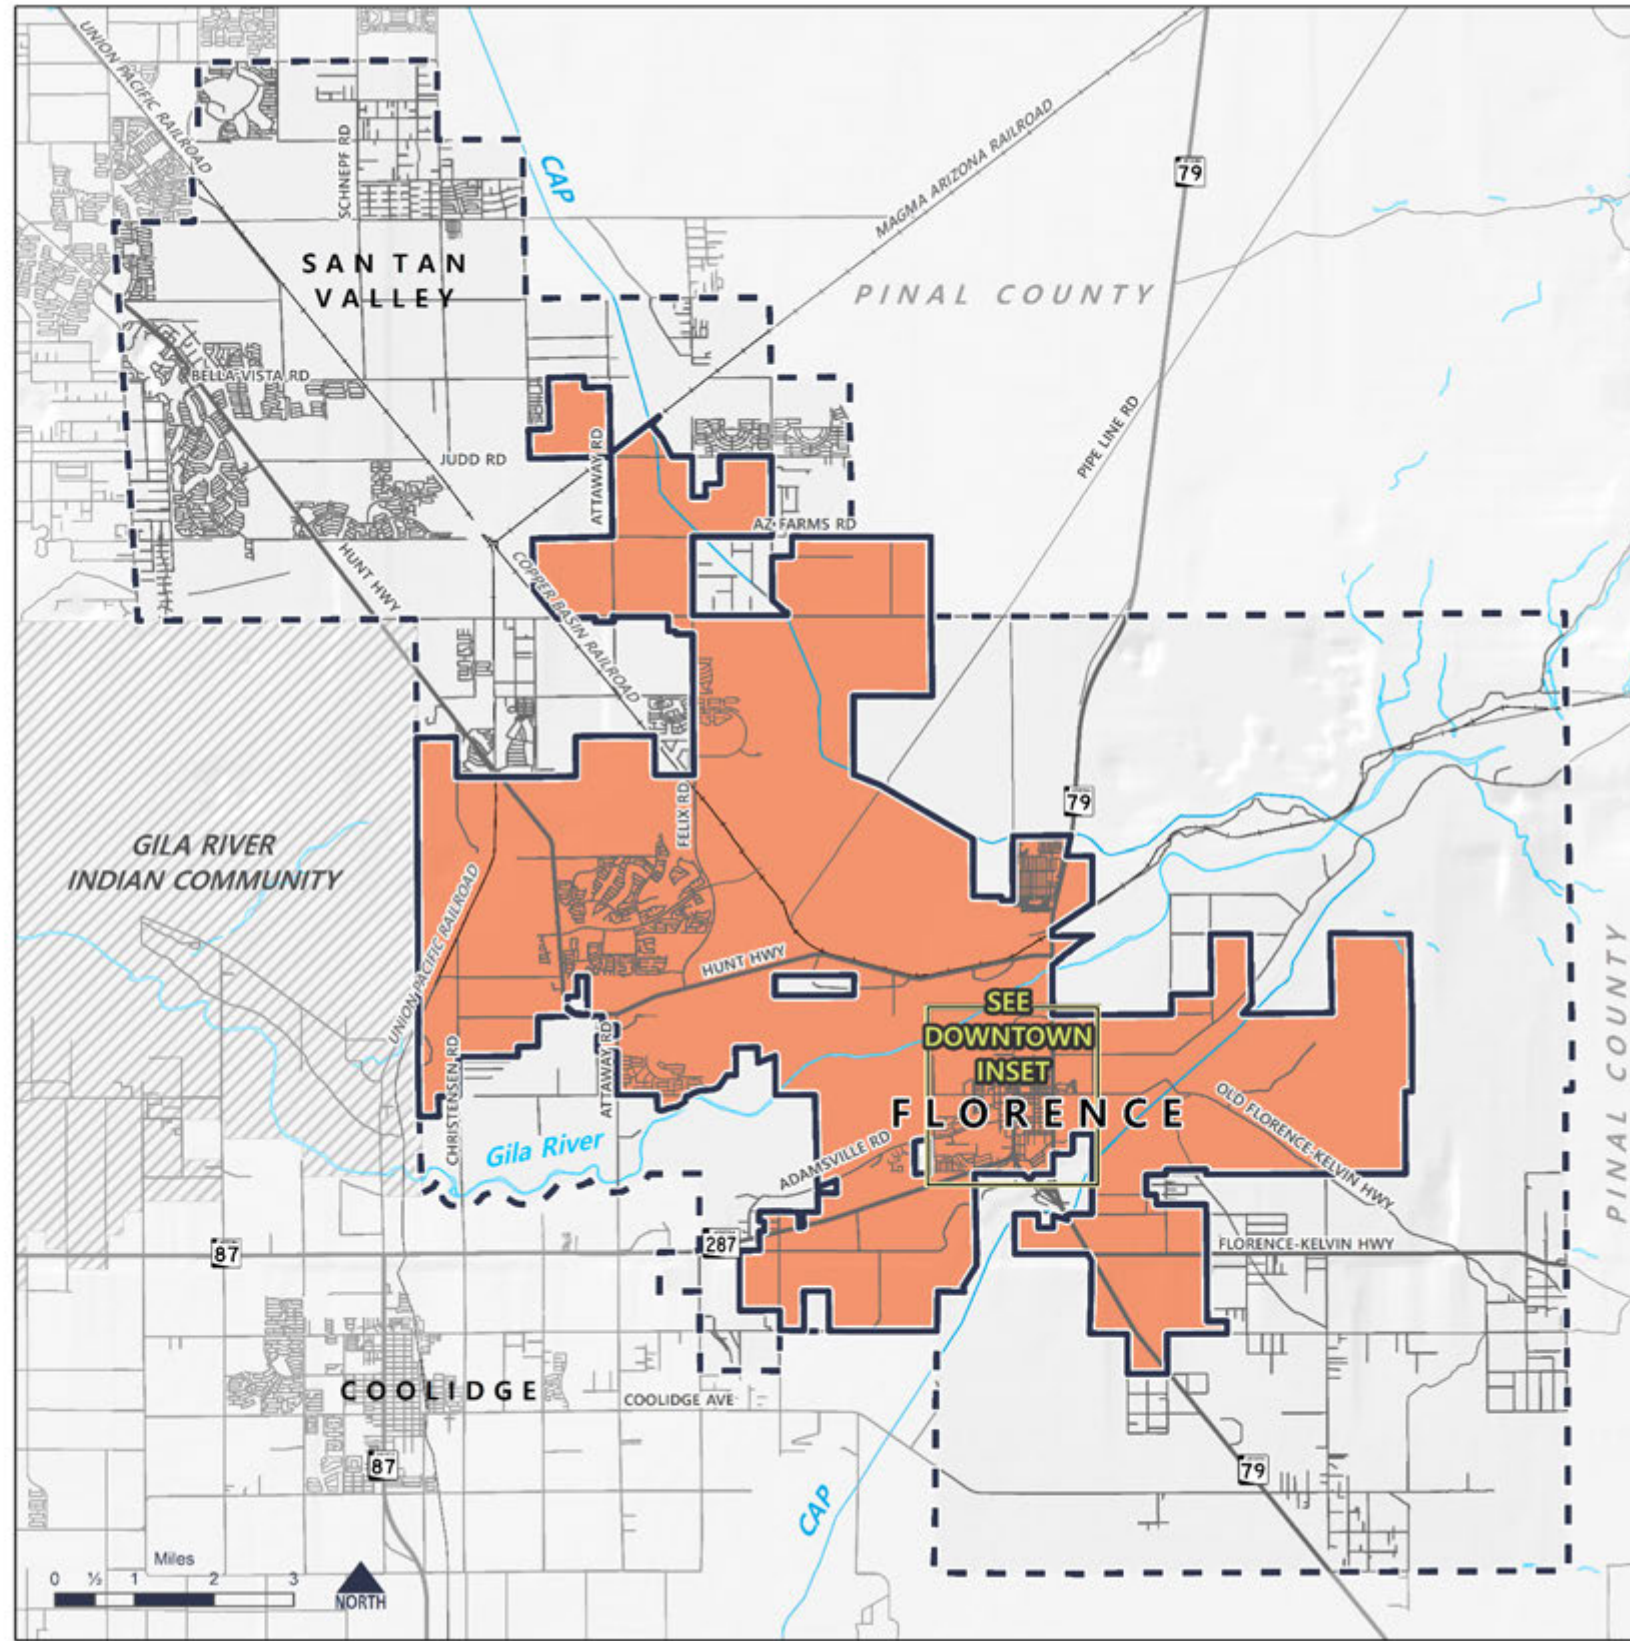 UNION PACIFIC RAILROAD
SCHNEPF RD
CAP
MAGMA ARIZONA RAILROAD
79
SAN TAN
VALLEY
PINAL COUNTY
BELLA VISTA RD
JUDD RD
ATTAWAY RD
PIPE LINE RD
AZ FARMS RD
HUNT HWY
COPPER BASIN RAILROAD
79
FELIX RD
GILA RIVER
INDIAN COMMUNITY
UNION PACIFIC RAILROAD
HUNT HWY
PINAL COUNTY
SEE
DOWNTOWN
INSET
CHRISTENSEN RD
ATTAWAY RD
FLORENCE
OLD FLORENCE-KELVIN HWY
Gila River
ADAMSVILLE RD
87
287
FLORENCE-KELVIN HWY
COOLIDGE
COOLIDGE AVE
87
79
CAP
Miles
0 ½ 1 2 3
NORTH